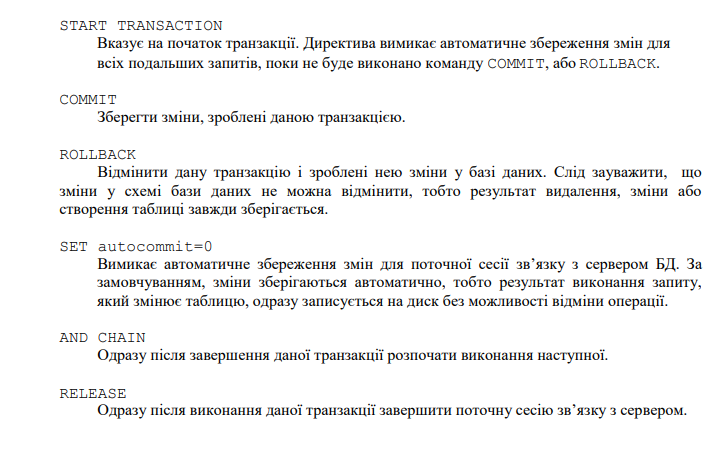 START TRANSACTION
Вказує на початок транзакції. Директива вимикає автоматичне збереження змін для
всіх подальших запитів, поки не буде виконано команду COMMIT, або ROLLBACK.
COMMIT
Зберегти зміни, зроблені даною транзакцією.
ROLLBACK
Відмінити дану транзакцію і зроблені нею зміни у базі даних. Слід зауважити, що
зміни у схемі бази даних не можна відмінити, тобто результат видалення, зміни або
створення таблиці завжди зберігається.
SET autocommit=0
Вимикає автоматичне збереження змін для поточної сесії зв’язку з сервером БД. За
замовчуванням, зміни зберігаються автоматично, тобто результат виконання запиту,
який змінює таблицю, одразу записується на диск без можливості відміни операції.
AND CHAIN
Одразу після завершення даної транзакції розпочати виконання наступної.
RELEASE
Одразу після виконання даної транзакції завершити поточну сесію зв’язку з сервером.